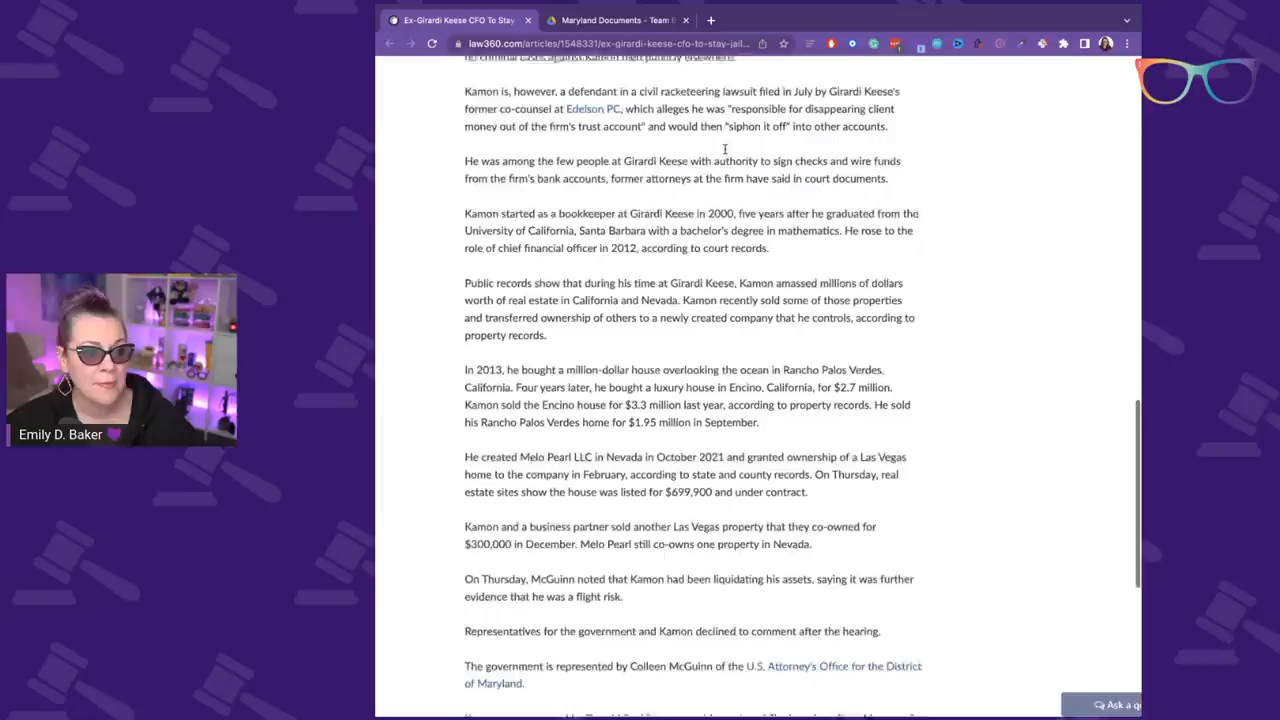 Ex-Girardi Keese CFO To Stay
Maryland Documents - Team E
law360.com/articles/1548331/ex-girardi-keese-cfo-to-stay-jail...
no criminal cases against Kamon filed publicly elsewhere.
Kamon is, however, a defendant in a civil racketeering lawsuit filed in July by Girardi Keese's
former co-counsel at Edelson PC, which alleges he was "responsible for disappearing client
money out of the firm's trust account" and would then "siphon it off" into other accounts.
He was among the few people at Girardi Keese with authority to sign checks and wire funds
from the firm's bank accounts, former attorneys at the firm have said in court documents.
Kamon started as a bookkeeper at Girardi Keese in 2000, five years after he graduated from the
University of California, Santa Barbara with a bachelor's degree in mathematics. He rose to the
role of chief financial officer in 2012, according to court records.
Public records show that during his time at Girardi Keese, Kamon amassed millions of dollars
worth of real estate in California and Nevada. Kamon recently sold some of those properties
and transferred ownership of others to a newly created company that he controls, according to
property records.
In 2013, he bought a million-dollar house overlooking the ocean in Rancho Palos Verdes,
California. Four years later, he bought a luxury house in Encino, California, for $2.7 million.
Kamon sold the Encino house for $3.3 million last year, according to property records. He sold
his Rancho Palos Verdes home for $1.95 million in September.
He created Melo Pearl LLC in Nevada in October 2021 and granted ownership of a Las Vegas
home to the company in February, according to state and county records. On Thursday, real
estate sites show the house was listed for $699,900 and under contract.
Kamon and a business partner sold another Las Vegas property that they co-owned for
$300,000 in December. Melo Pearl still co-owns one property in Nevada.
On Thursday, McGuinn noted that Kamon had been liquidating his assets, saying it was further
evidence that he was a flight risk.
Representatives for the government and Kamon declined to comment after the hearing.
The government is represented by Colleen McGuinn of the U.S. Attorney's Office for the District
of Maryland.
Ask a q
Emily D. Baker